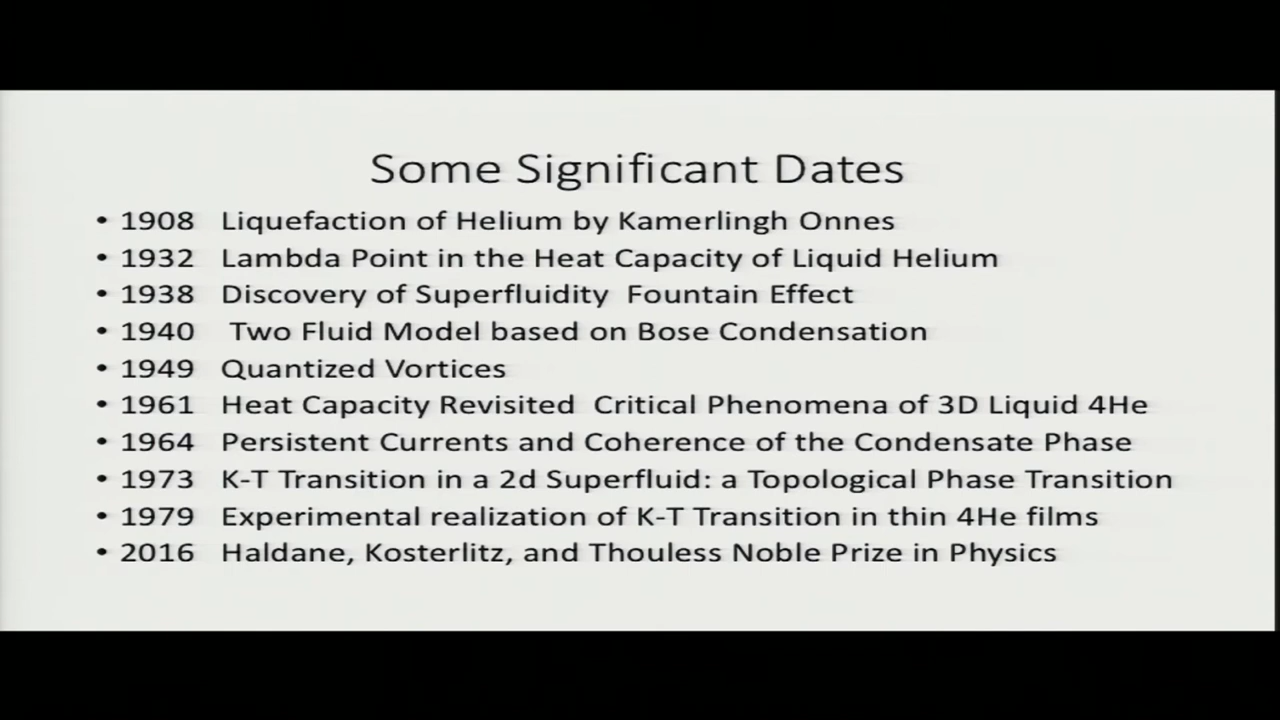 Some Significant Dates
• 1908 Liquefaction of Helium by Kamerlingh Onnes
• 1932 Lambda Point in the Heat Capacity of Liquid Helium
• 1938 Discovery of Superfluidity Fountain Effect
• 1940 Two Fluid Model based on Bose Condensation
• 1949 Quantized Vortices
• 1961 Heat Capacity Revisited Critical Phenomena of 3D Liquid 4He
• 1964 Persistent Currents and Coherence of the Condensate Phase
• 1973 K-T Transition in a 2d Superfluid: a Topological Phase Transition
• 1979 Experimental realization of K-T Transition in thin 4He films
• 2016 Haldane, Kosterlitz, and Thouless Noble Prize in Physics